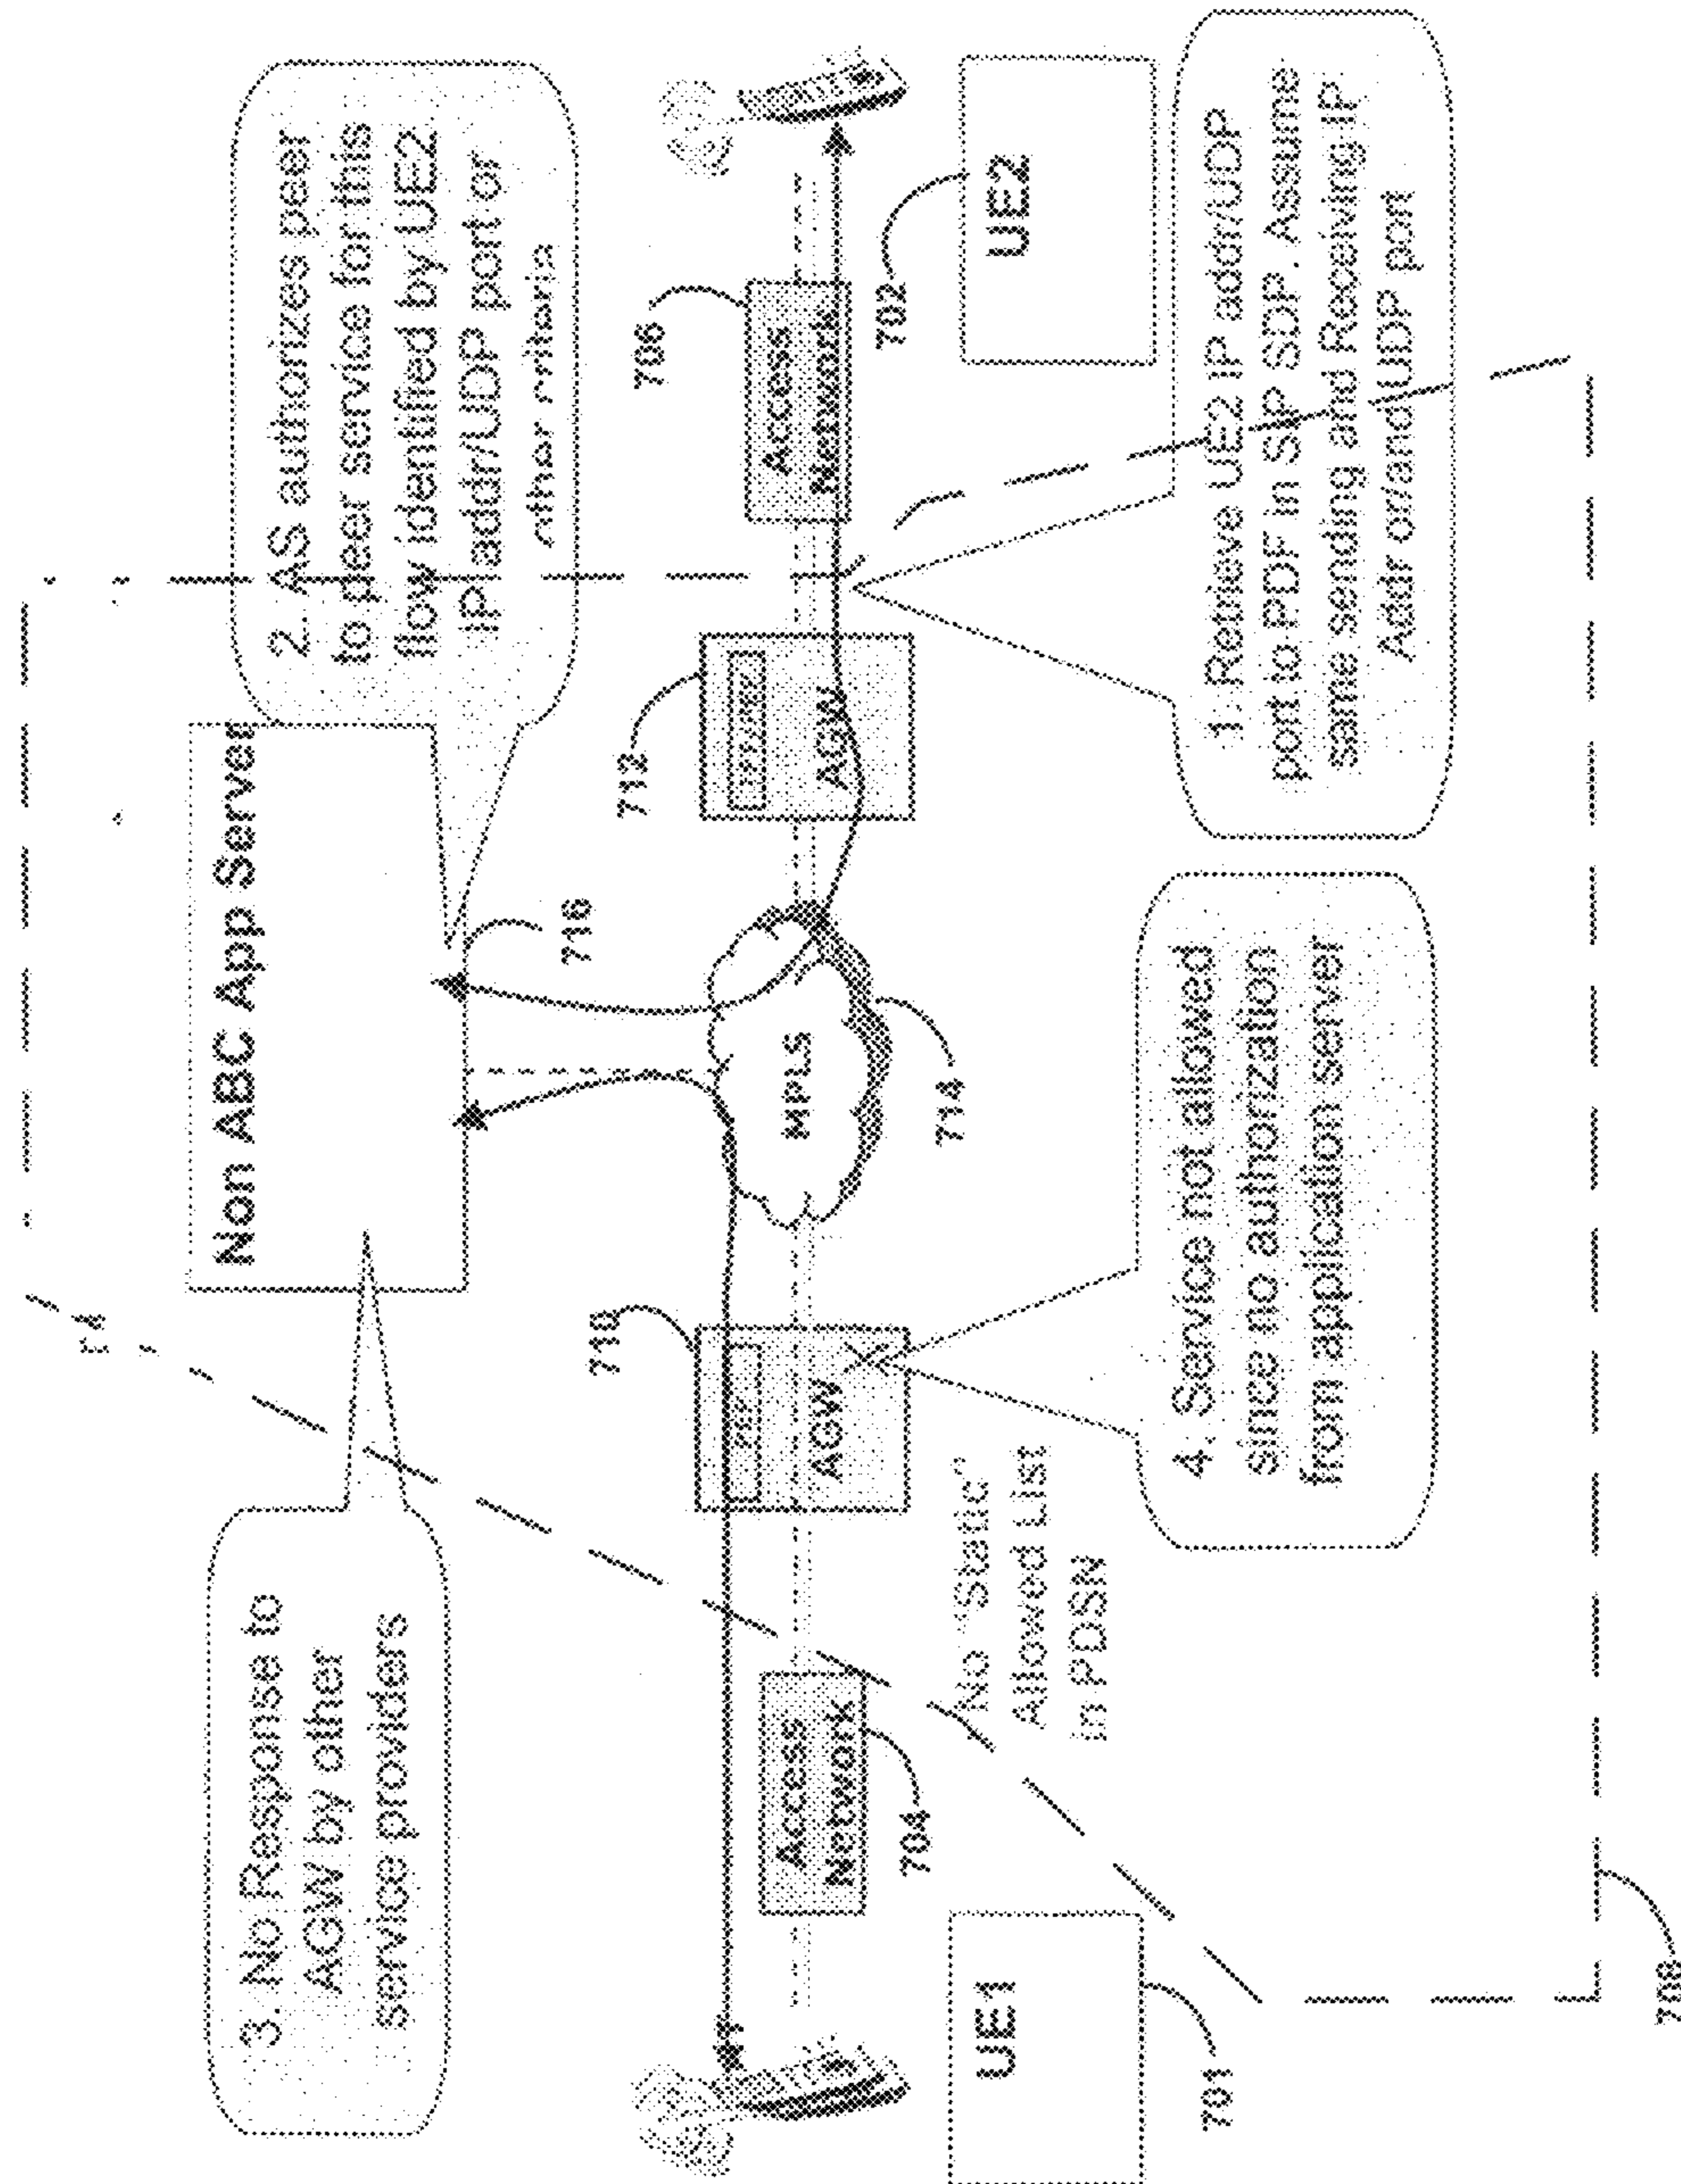 3. No Response to
AGW by other
service providers
Non ABC App Server
2. AS authorizes peer
to peer service for this
flow identified by UE2
IP addr/UDP port or
other criteria
716
710
712
706
AGW
MPLS
AGW
Access
Network
Access
Network
704
714
702
UE1
701
No "Static"
Allowed List
in PDSN
UE2
4. Service not allowed
since no authorization
from application server
1. Retrieve UE2 IP addr/UDP
port to PDF in SIP SDP. Assume
same sending and Receiving IP
Addr or/and UDP port
708